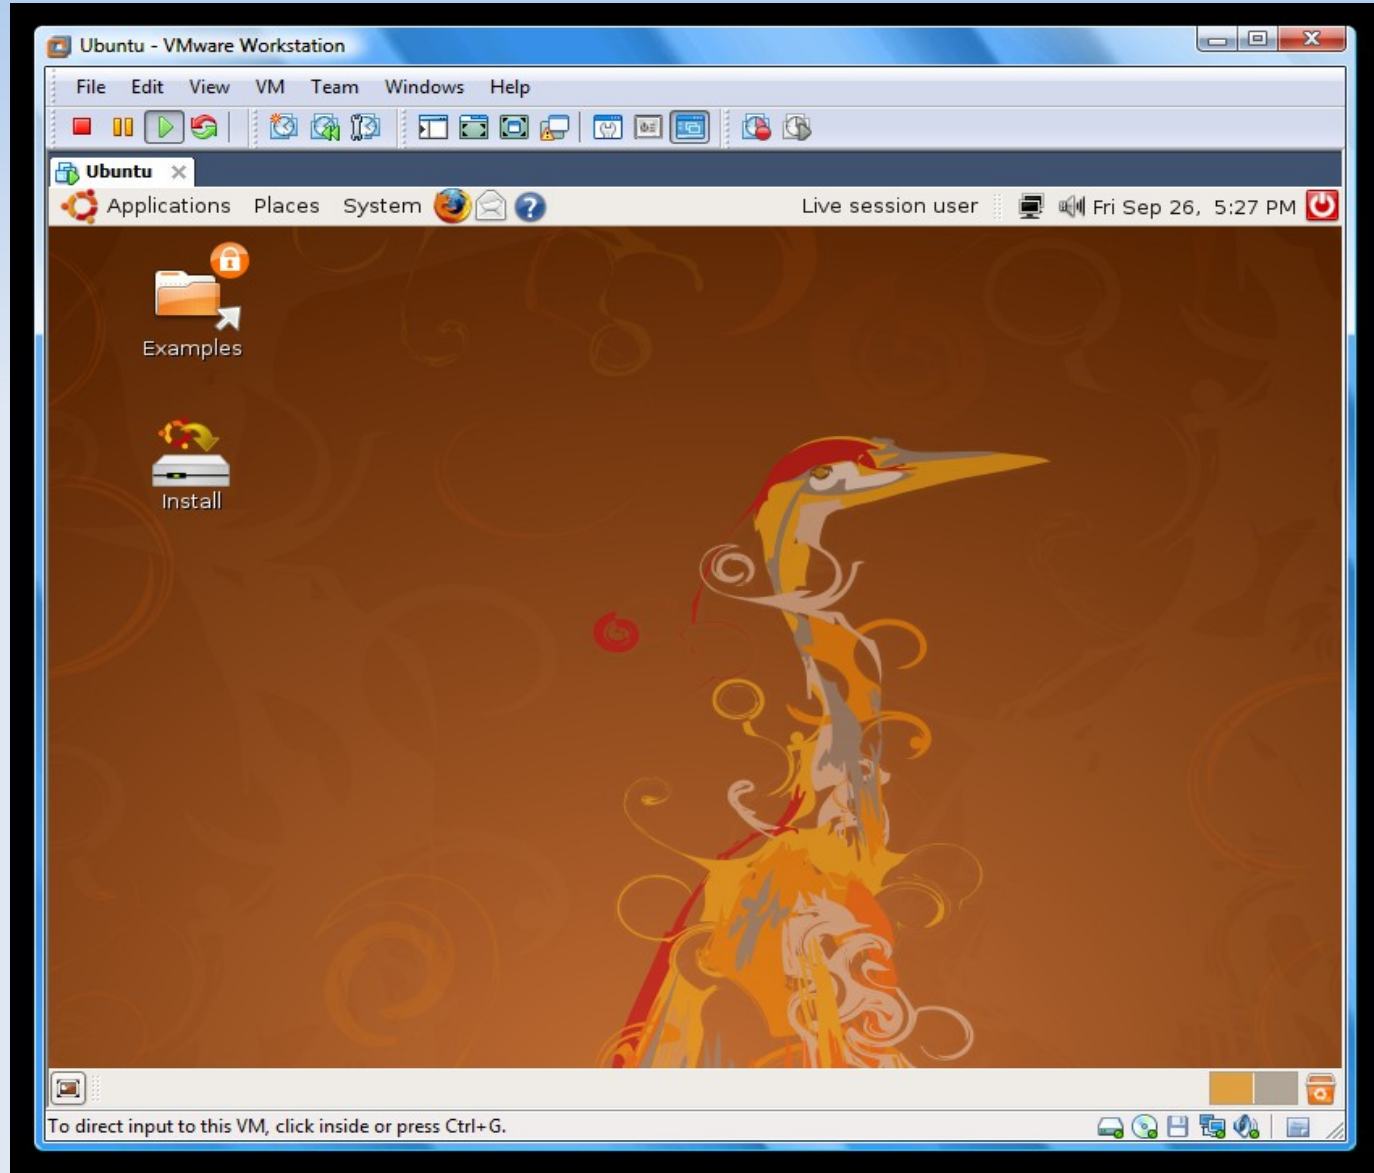 Ubuntu - VMware Workstation
File Edit View VM Team Windows Help
Ubuntu
Applications Places System Live session user Fri Sep 26, 5:27 PM
Examples
Install
To direct input to this VM, click inside or press Ctrl+G.